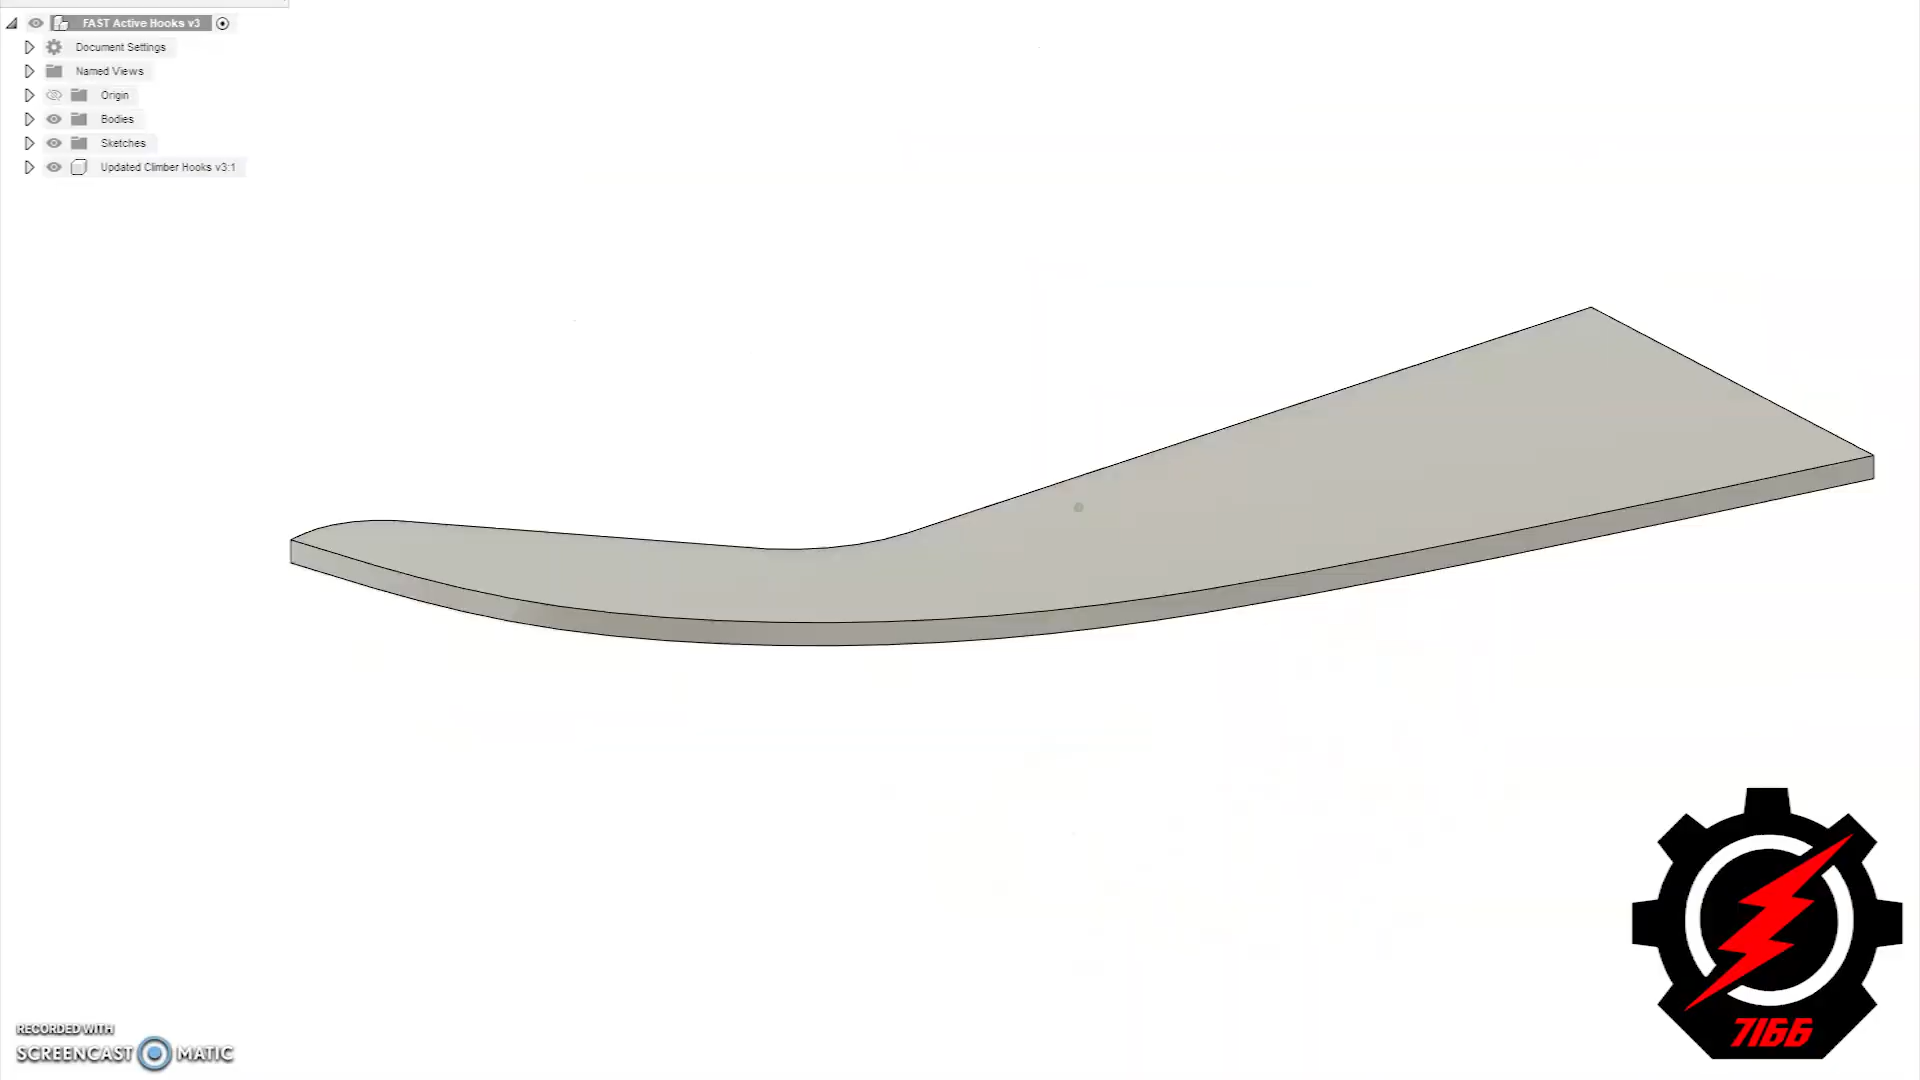 FAST Active Hooks v3
Document Settings
Named Views
Origin
Bodies
Sketches
Updated Climber Hooks v3:1
7166
RECORDED WITH
SCREENCAST MATIC